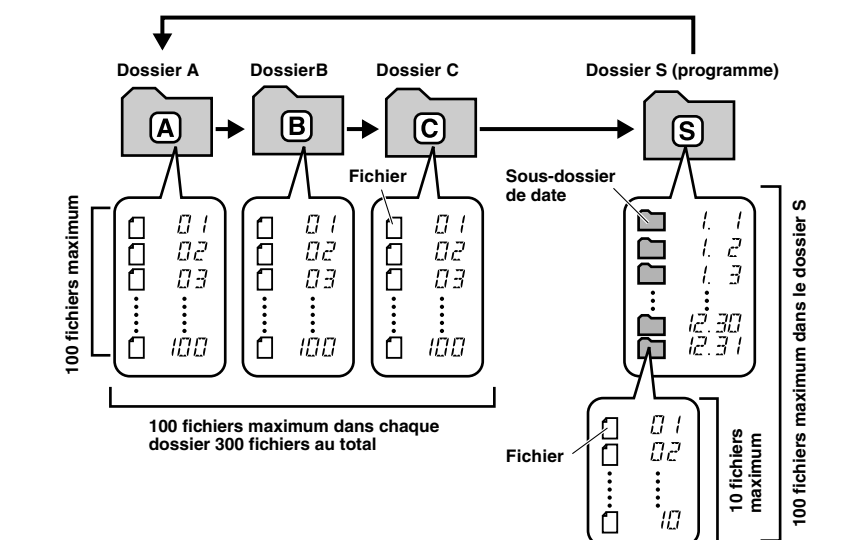 Dossier A
DossierB
Dossier C
Dossier S (programme)
A
B
C
S
Fichier
Sous-dossier
de date
100 fichiers maximum
01
02
03
100
01
02
03
100
01
02
03
100
1. 1
1. 2
1. 3
12.30
12.31
100 fichiers maximum dans le dossier S
100 fichiers maximum dans chaque
dossier 300 fichiers au total
Fichier
01
02
10
10 fichiers
maximum